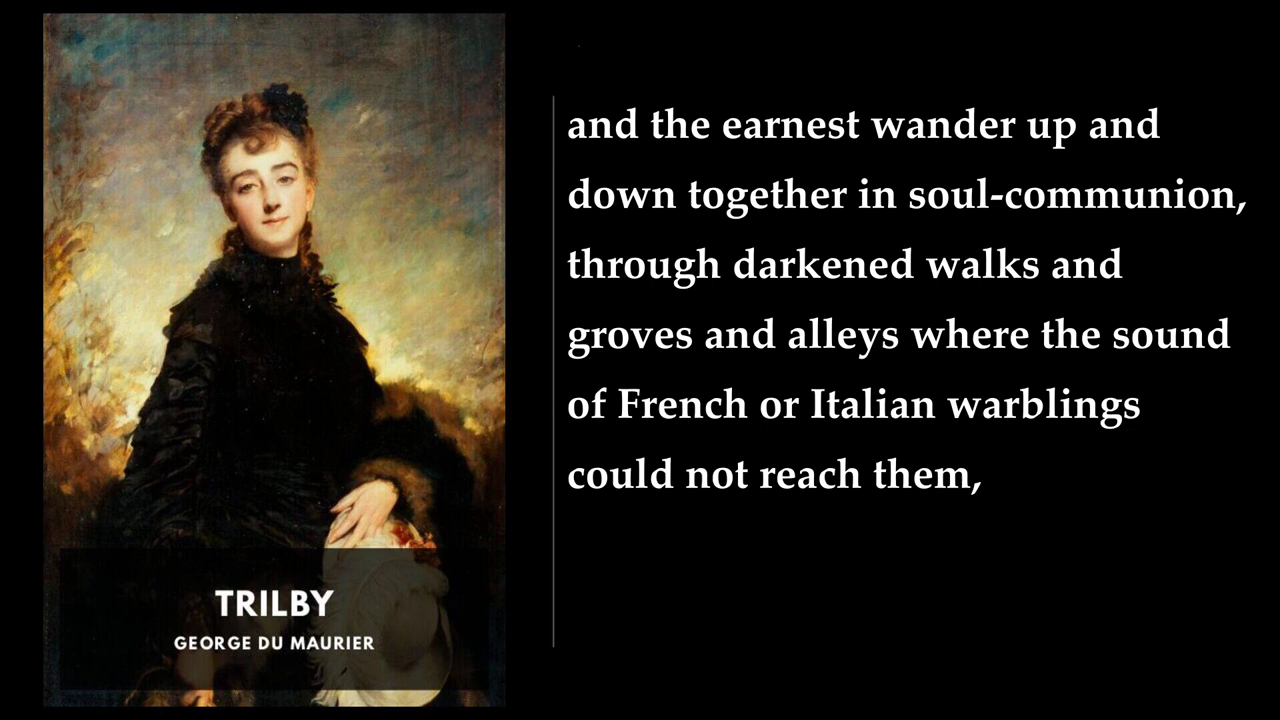 TRILBY
GEORGE DU MAURIER
and the earnest wander up and
down together in soul-communion,
through darkened walks and
groves and alleys where the sound
of French or Italian warblings
could not reach them,